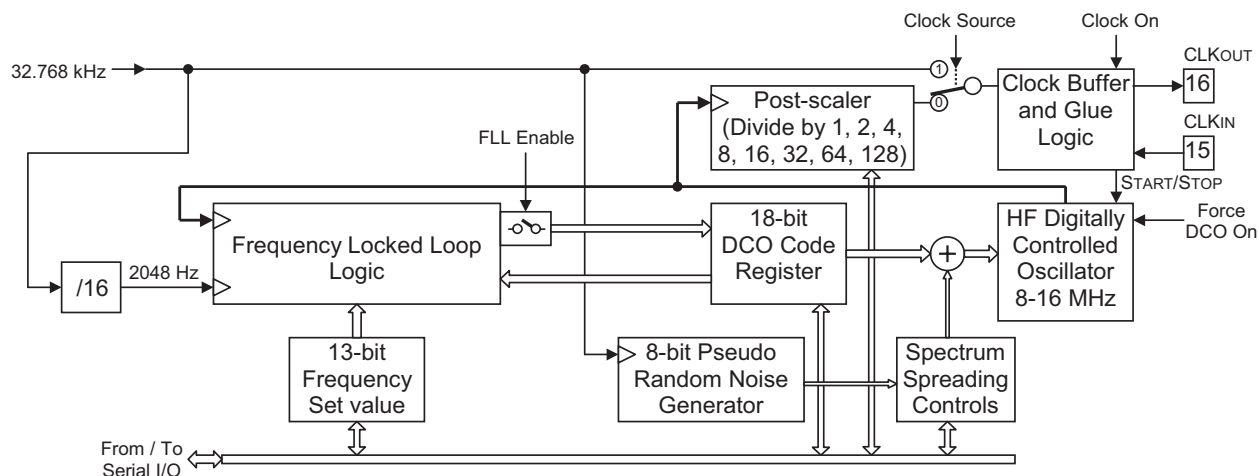 Clock Source
Clock On
32.768 kHz
1
0
Post-scaler
(Divide by 1, 2, 4,
8, 16, 32, 64, 128)
Clock Buffer
and Glue
Logic
CLKOUT
16
CLKIN
15
START/STOP
FLL Enable
/16
2048 Hz
Frequency Locked Loop
Logic
18-bit
DCO Code
Register
+
HF Digitally
Controlled
Oscillator
8-16 MHz
Force
DCO On
13-bit
Frequency
Set value
8-bit Pseudo
Random Noise
Generator
Spectrum
Spreading
Controls
From / To
Serial I/O